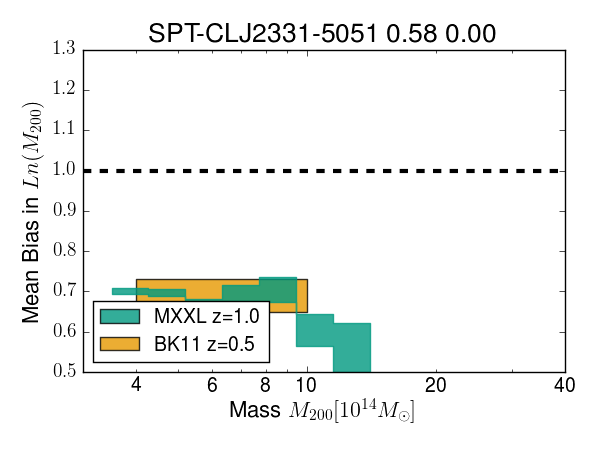 SPT-CLJ2331-5051 0.58 0.00
1.3
1.2
1.1
1.0
0.9
0.8
0.7
0.6
0.5
Mean Bias in Ln(M200)
MXXL z=1.0
BK11 z=0.5
4 6 8 10 20 40
Mass M200[10^14 M⊙]